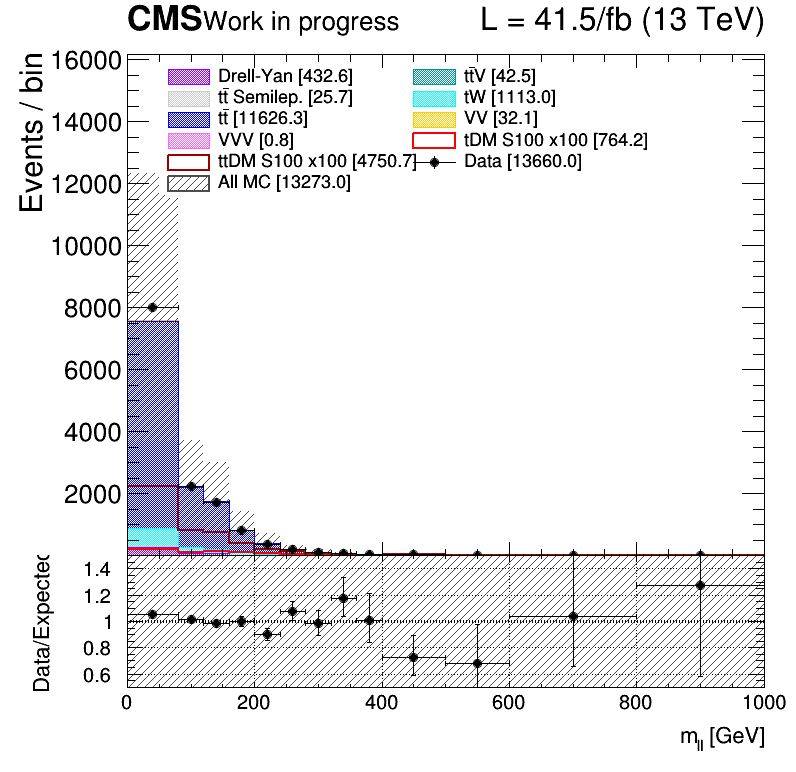 CMS Work in progress L = 41.5/fb (13 TeV)
Events / bin
16000
14000
12000
10000
8000
6000
4000
2000
Drell-Yan [432.6] tt̄V [42.5]
tt̄ Semilep. [25.7] tW [1113.0]
tt̄ [11626.3] VV [32.1]
VVV [0.8] tDM S100 x100 [764.2]
ttDM S100 x100 [4750.7] Data [13660.0]
All MC [13273.0]
Data/Expected
1.4
1.2
1
0.8
0.6
0 200 400 600 800 1000
m_ll [GeV]